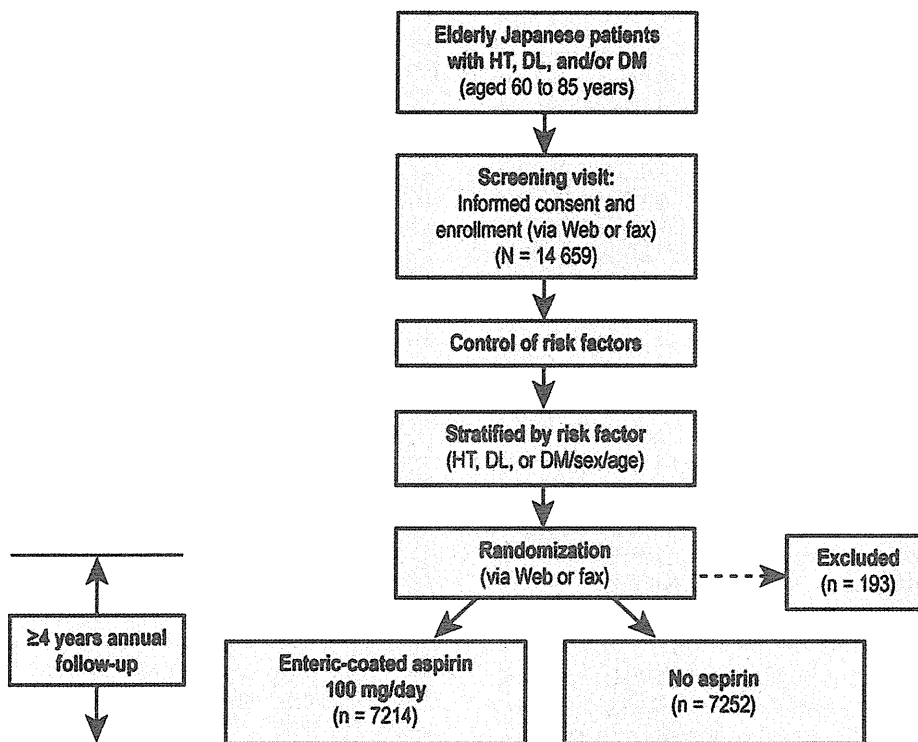 Elderly Japanese patients
with HT, DL, and/or DM
(aged 60 to 85 years)
Screening visit:
Informed consent and
enrollment (via Web or fax)
(N = 14 659)
Control of risk factors
Stratified by risk factor
(HT, DL, or DM/sex/age)
Randomization
(via Web or fax)
Excluded
(n = 193)
≥4 years annual
follow-up
Enteric-coated aspirin
100 mg/day
(n = 7214)
No aspirin
(n = 7252)